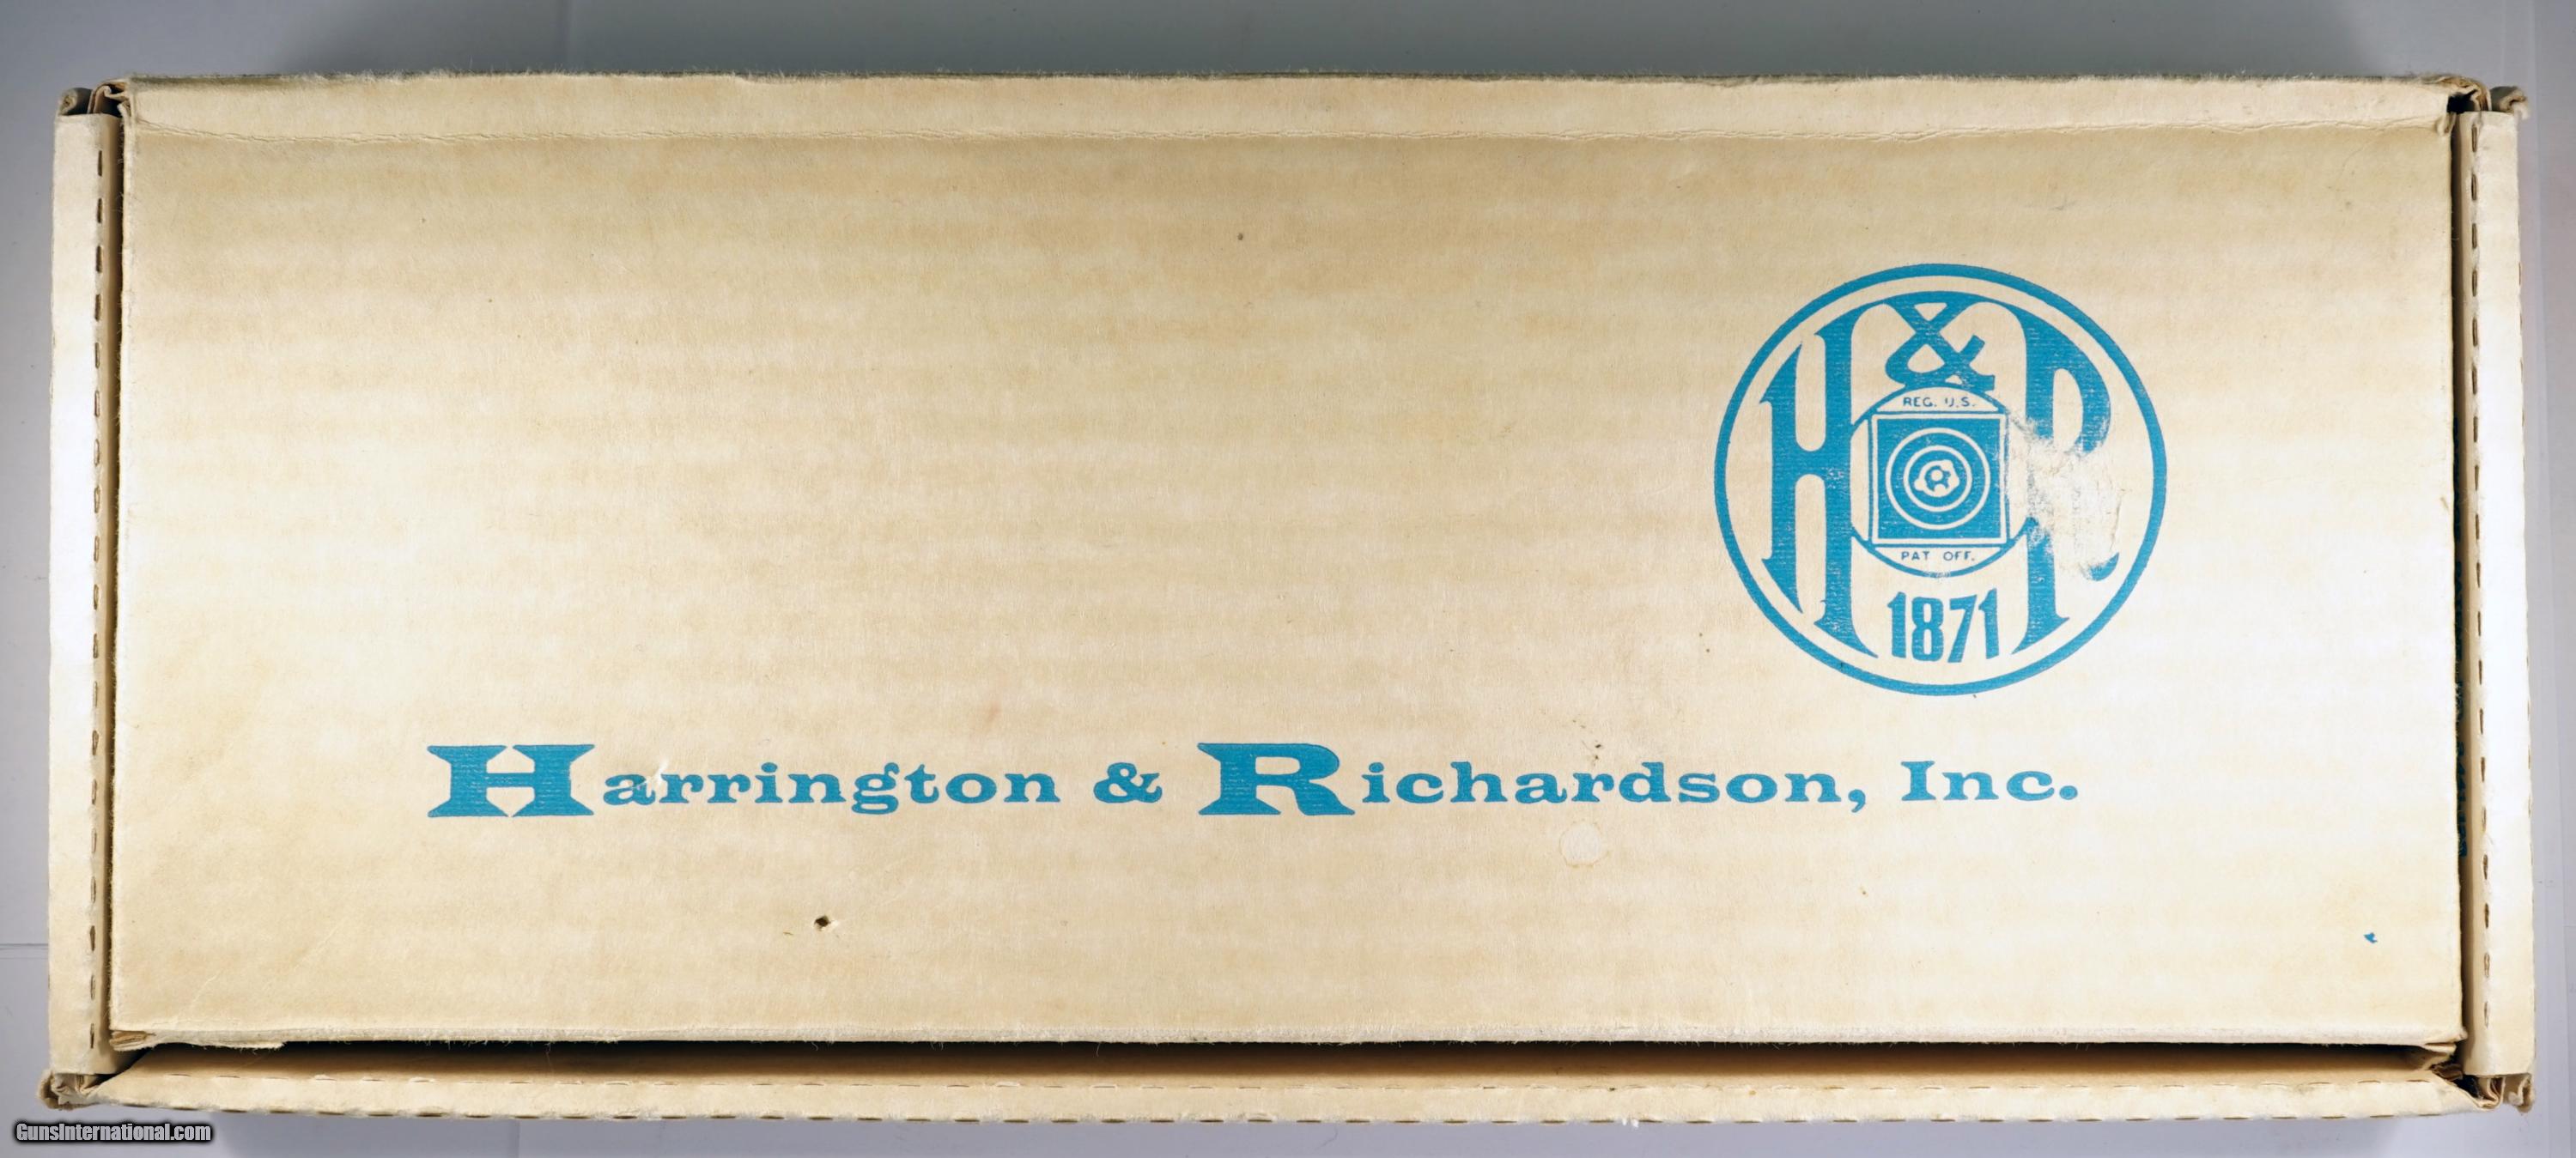 H&R
REG. U.S.
PAT OFF.
1871
Harrington & Richardson, Inc.
GunsInternational.com